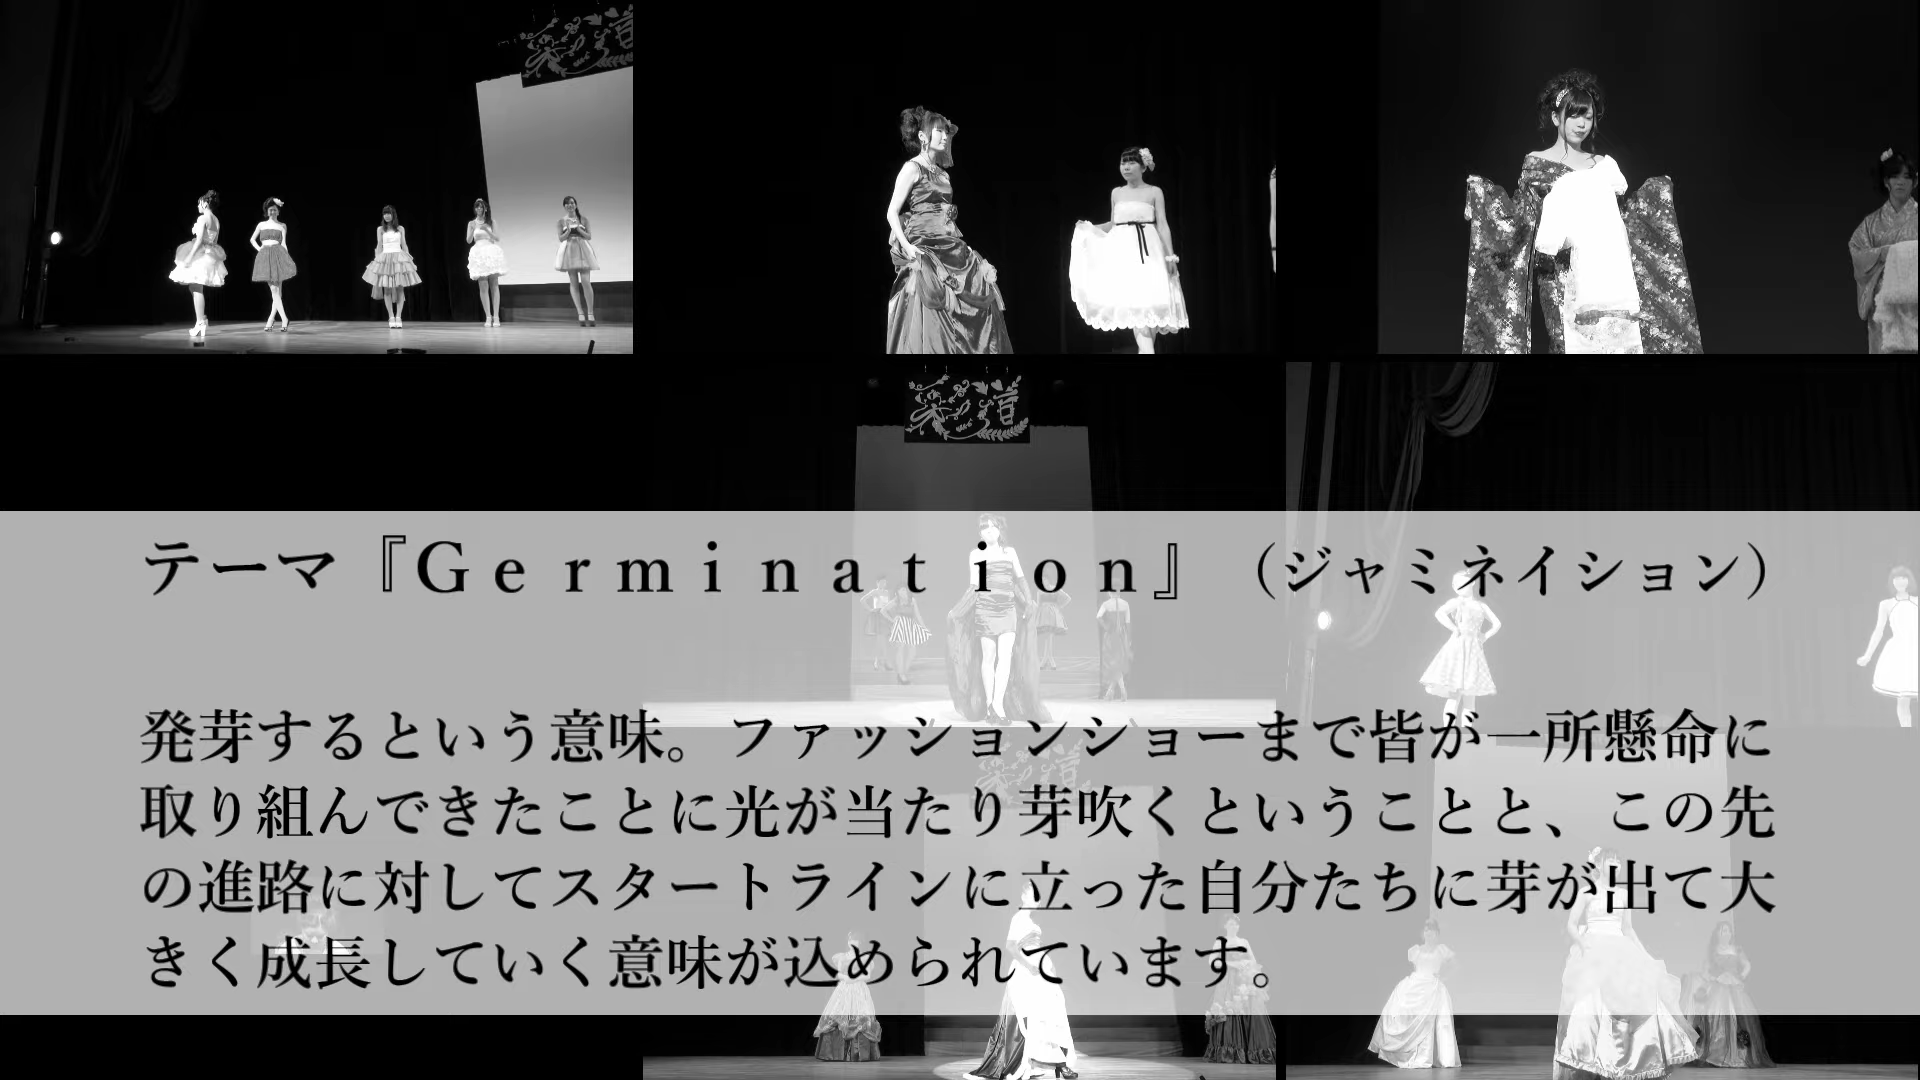 テーマ『Germination』（ジャミネイション）
発芽するという意味。ファッションショーまで皆が一所懸命に
取り組んできたことに光が当たり芽吹くということと、この先
の進路に対してスタートラインに立った自分たちに芽が出て大
きく成長していく意味が込められています。